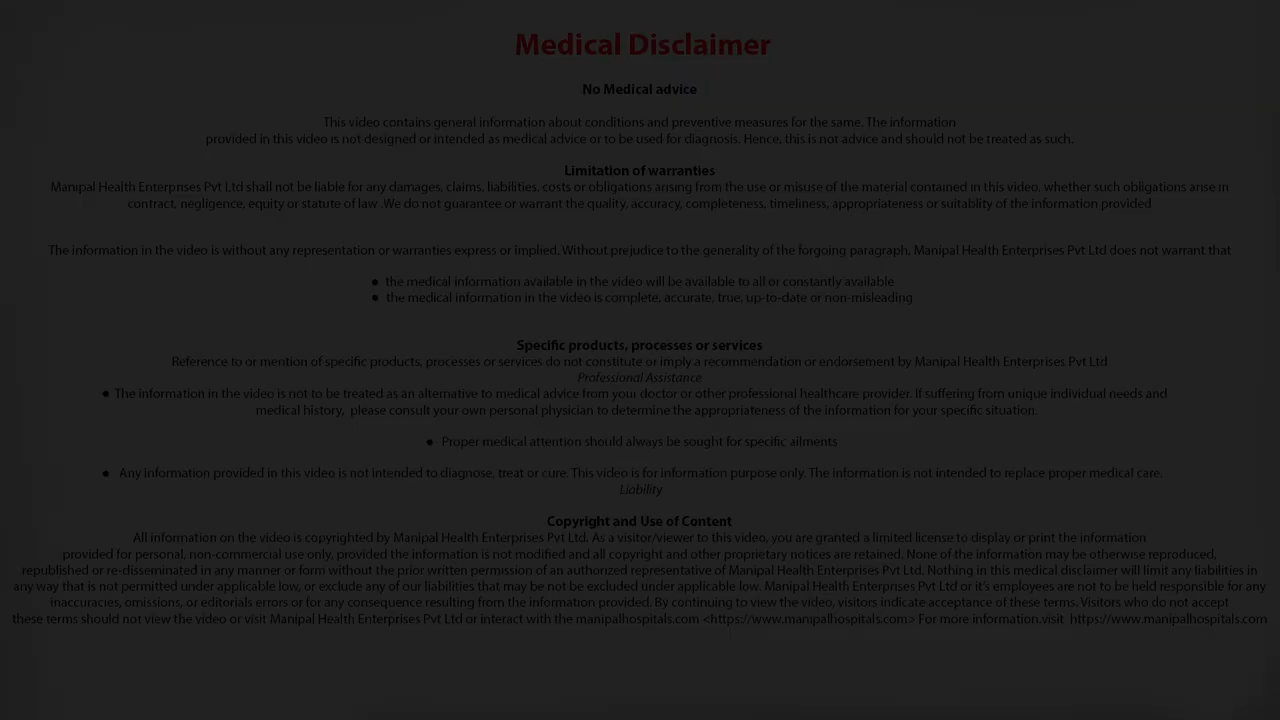 Medical Disclaimer
No Medical advice
This video contains general information about conditions and preventive measures for the same. The information
provided in this video is not designed or intended as medical advice or to be used for diagnosis. Hence, this is not advice and should not be treated as such.
Limitation of warranties
Manipal Health Enterprises Pvt Ltd shall not be liable for any damages, claims, liabilities, costs or obligations arising from the use or misuse of the material contained in this video, whether such obligations arise in
contract, negligence, equity or statute of law .We do not guarantee or warrant the quality, accuracy, completeness, timeliness, appropriateness or suitablity of the information provided
The information in the video is without any representation or warranties express or implied. Without prejudice to the generality of the forgoing paragraph, Manipal Health Enterprises Pvt Ltd does not warrant that
● the medical information available in the video will be available to all or constantly available
● the medical information in the video is complete, accurate, true, up-to-date or non-misleading
Specific products, processes or services
Reference to or mention of specific products, processes or services do not constitute or imply a recommendation or endorsement by Manipal Health Enterprises Pvt Ltd
Professional Assistance
● The information in the video is not to be treated as an alternative to medical advice from your doctor or other professional healthcare provider. If suffering from unique individual needs and
medical history, please consult your own personal physician to determine the appropriateness of the information for your specific situation.
● Proper medical attention should always be sought for specific ailments
● Any information provided in this video is not intended to diagnose, treat or cure. This video is for information purpose only. The information is not intended to replace proper medical care.
Liability
Copyright and Use of Content
All information on the video is copyrighted by Manipal Health Enterprises Pvt Ltd. As a visitor/viewer to this video, you are granted a limited license to display or print the information
provided for personal, non-commercial use only, provided the information is not modified and all copyright and other proprietary notices are retained. None of the information may be otherwise reproduced,
republished or re-disseminated in any manner or form without the prior written permission of an authorized representative of Manipal Health Enterprises Pvt Ltd. Nothing in this medical disclaimer will limit any liabilities in
any way that is not permitted under applicable low, or exclude any of our liabilities that may be not be excluded under applicable low. Manipal Health Enterprises Pvt Ltd or it's employees are not to be held responsible for any
inaccuracies, omissions, or editorials errors or for any consequence resulting from the information provided. By continuing to view the video, visitors indicate acceptance of these terms. Visitors who do not accept
these terms should not view the video or visit Manipal Health Enterprises Pvt Ltd or interact with the manipalhospitals.com <https://www.manipalhospitals.com> For more information.visit https://www.manipalhospitals.com